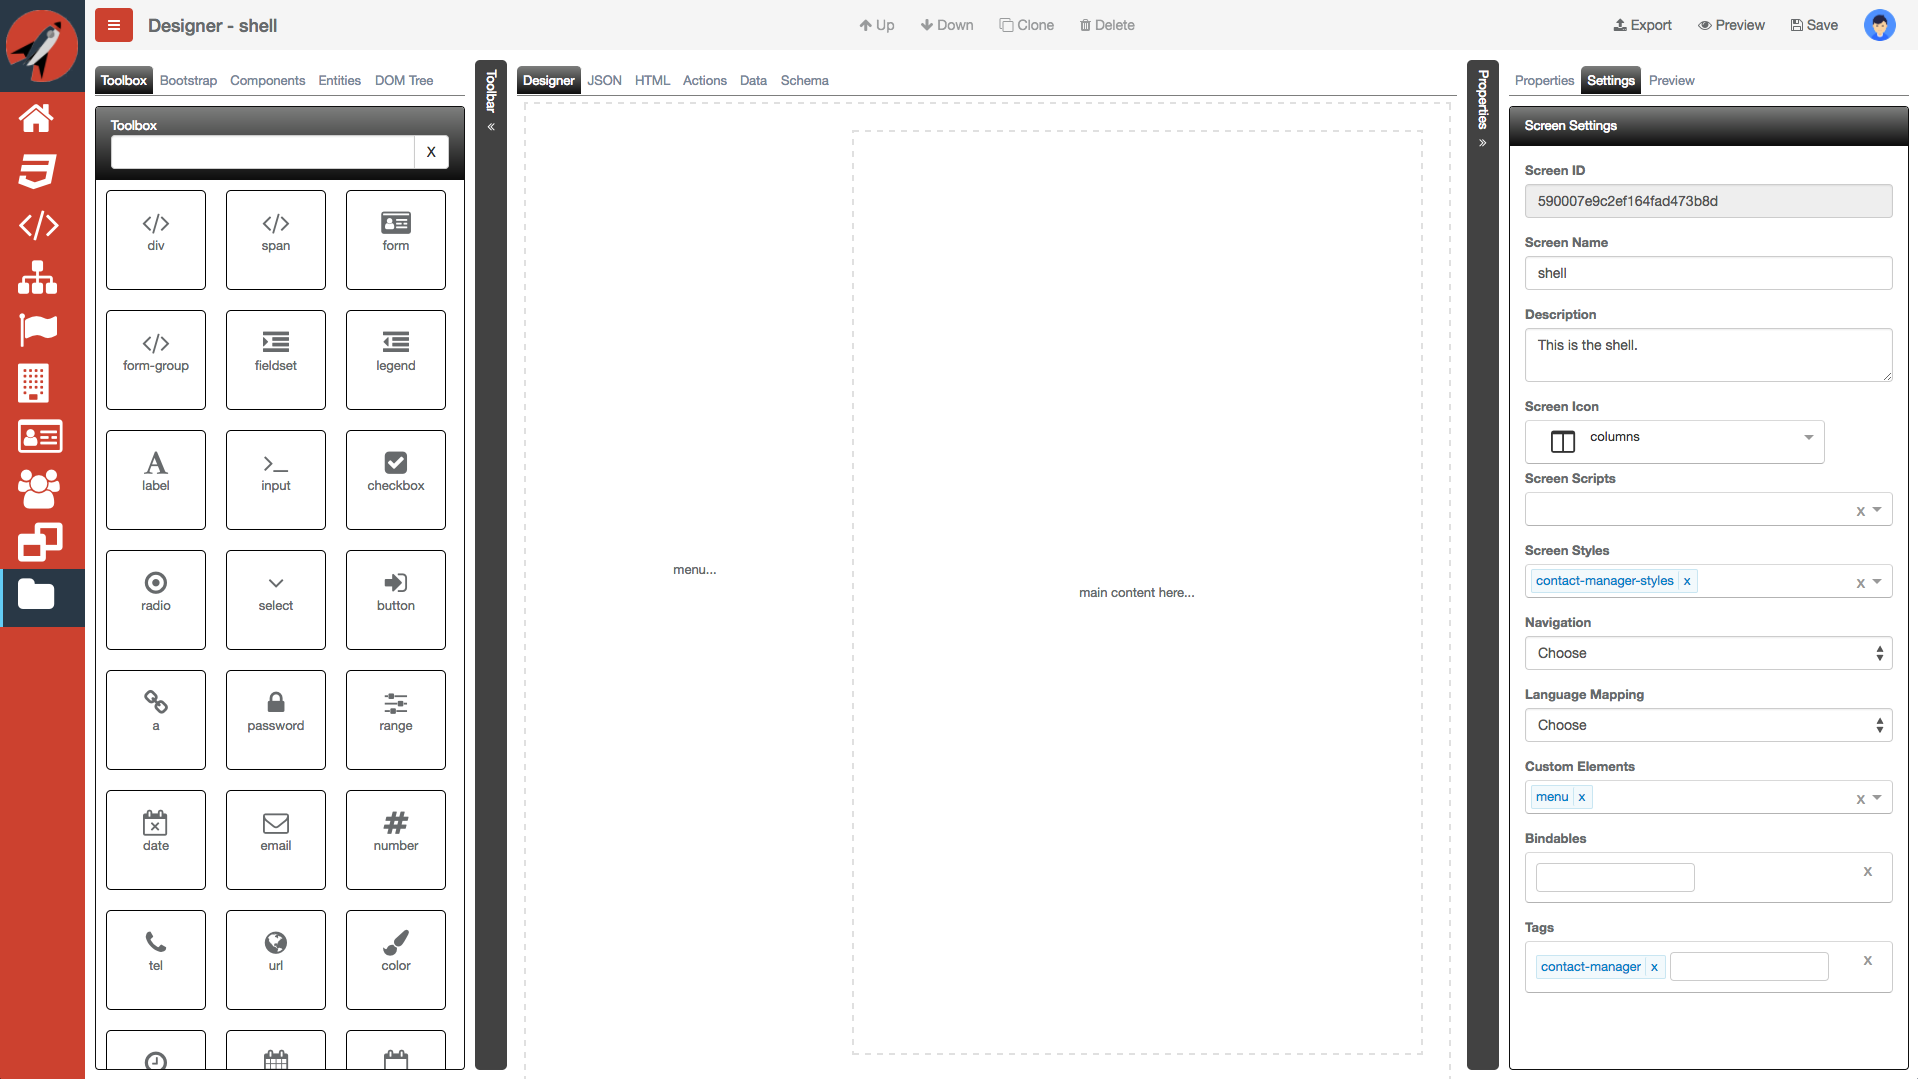 Designer - shell
Up Down Clone Delete
Export Preview Save
Toolbox Bootstrap Components Entities DOM Tree
Toolbox
X
div span form
form-group fieldset legend
label input checkbox
radio select button
a password range
date email number
tel url color
Toolbar «
Designer JSON HTML Actions Data Schema
menu...
main content here...
Properties »
Properties Settings Preview
Screen Settings
Screen ID
590007e9c2ef164fad473b8d
Screen Name
shell
Description
This is the shell.
Screen Icon
columns
Screen Scripts
x
Screen Styles
contact-manager-styles x
x
Navigation
Choose
Language Mapping
Choose
Custom Elements
menu x
x
Bindables
x
Tags
contact-manager x
x